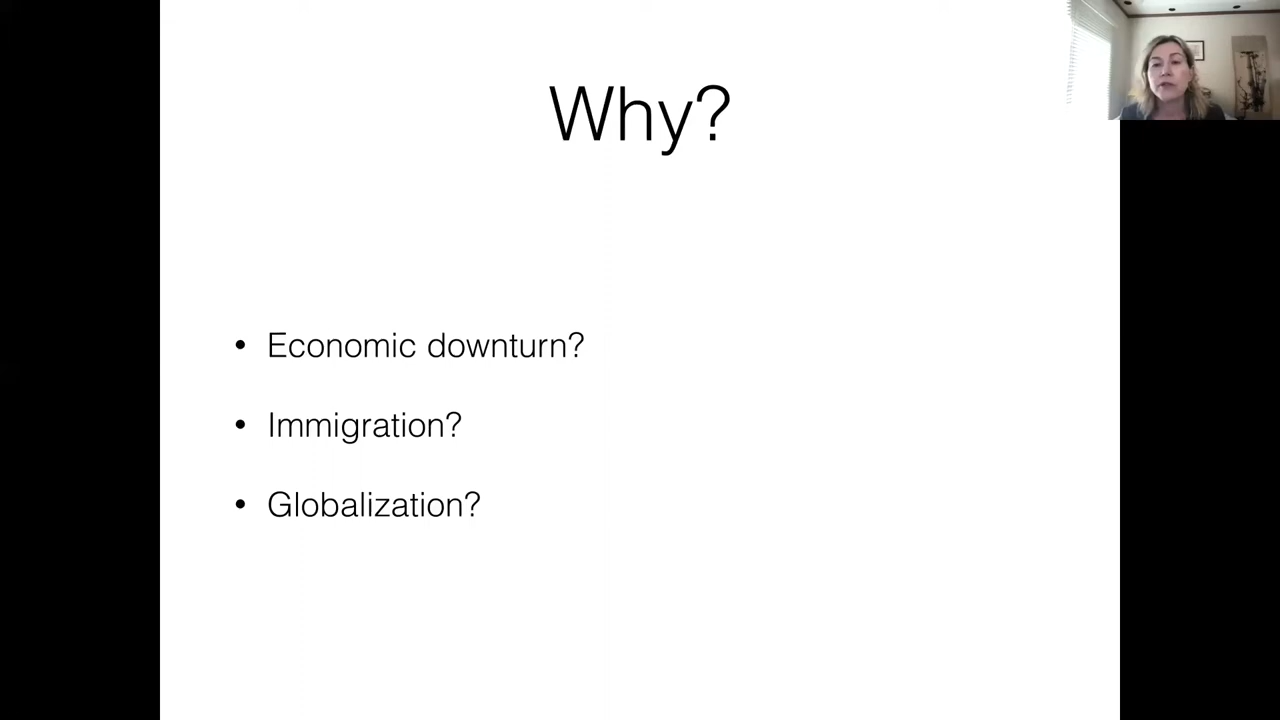 Why?
• Economic downturn?
• Immigration?
• Globalization?